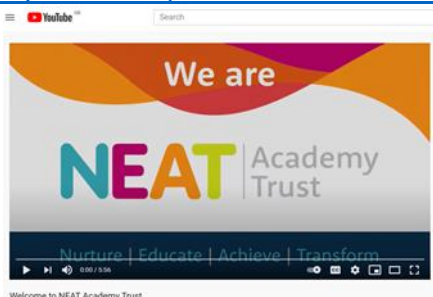 YouTube GB
Search
We are
NEAT Academy
Trust
Nurture | Educate | Achieve | Transform
0:00 / 5:56
Welcome to NEAT Academy Trust